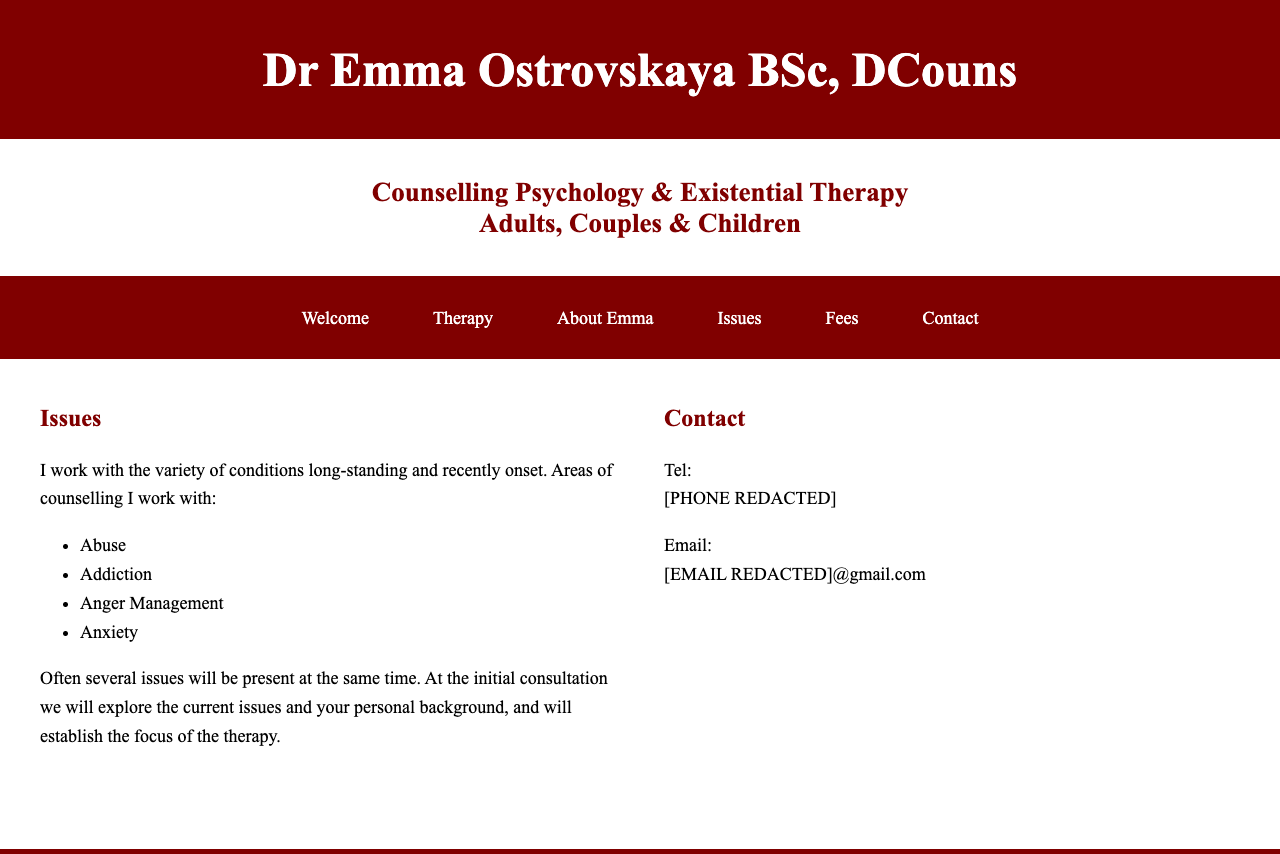 Dr Emma Ostrovskaya BSc, DCouns
Counselling Psychology & Existential Therapy
Adults, Couples & Children
Welcome Therapy About Emma Issues Fees Contact
Issues
I work with the variety of conditions long-standing and recently onset. Areas of
counselling I work with:
• Abuse
• Addiction
• Anger Management
• Anxiety
Often several issues will be present at the same time. At the initial consultation
we will explore the current issues and your personal background, and will
establish the focus of the therapy.
Contact
Tel:
[PHONE REDACTED]
Email:
[EMAIL REDACTED]@gmail.com